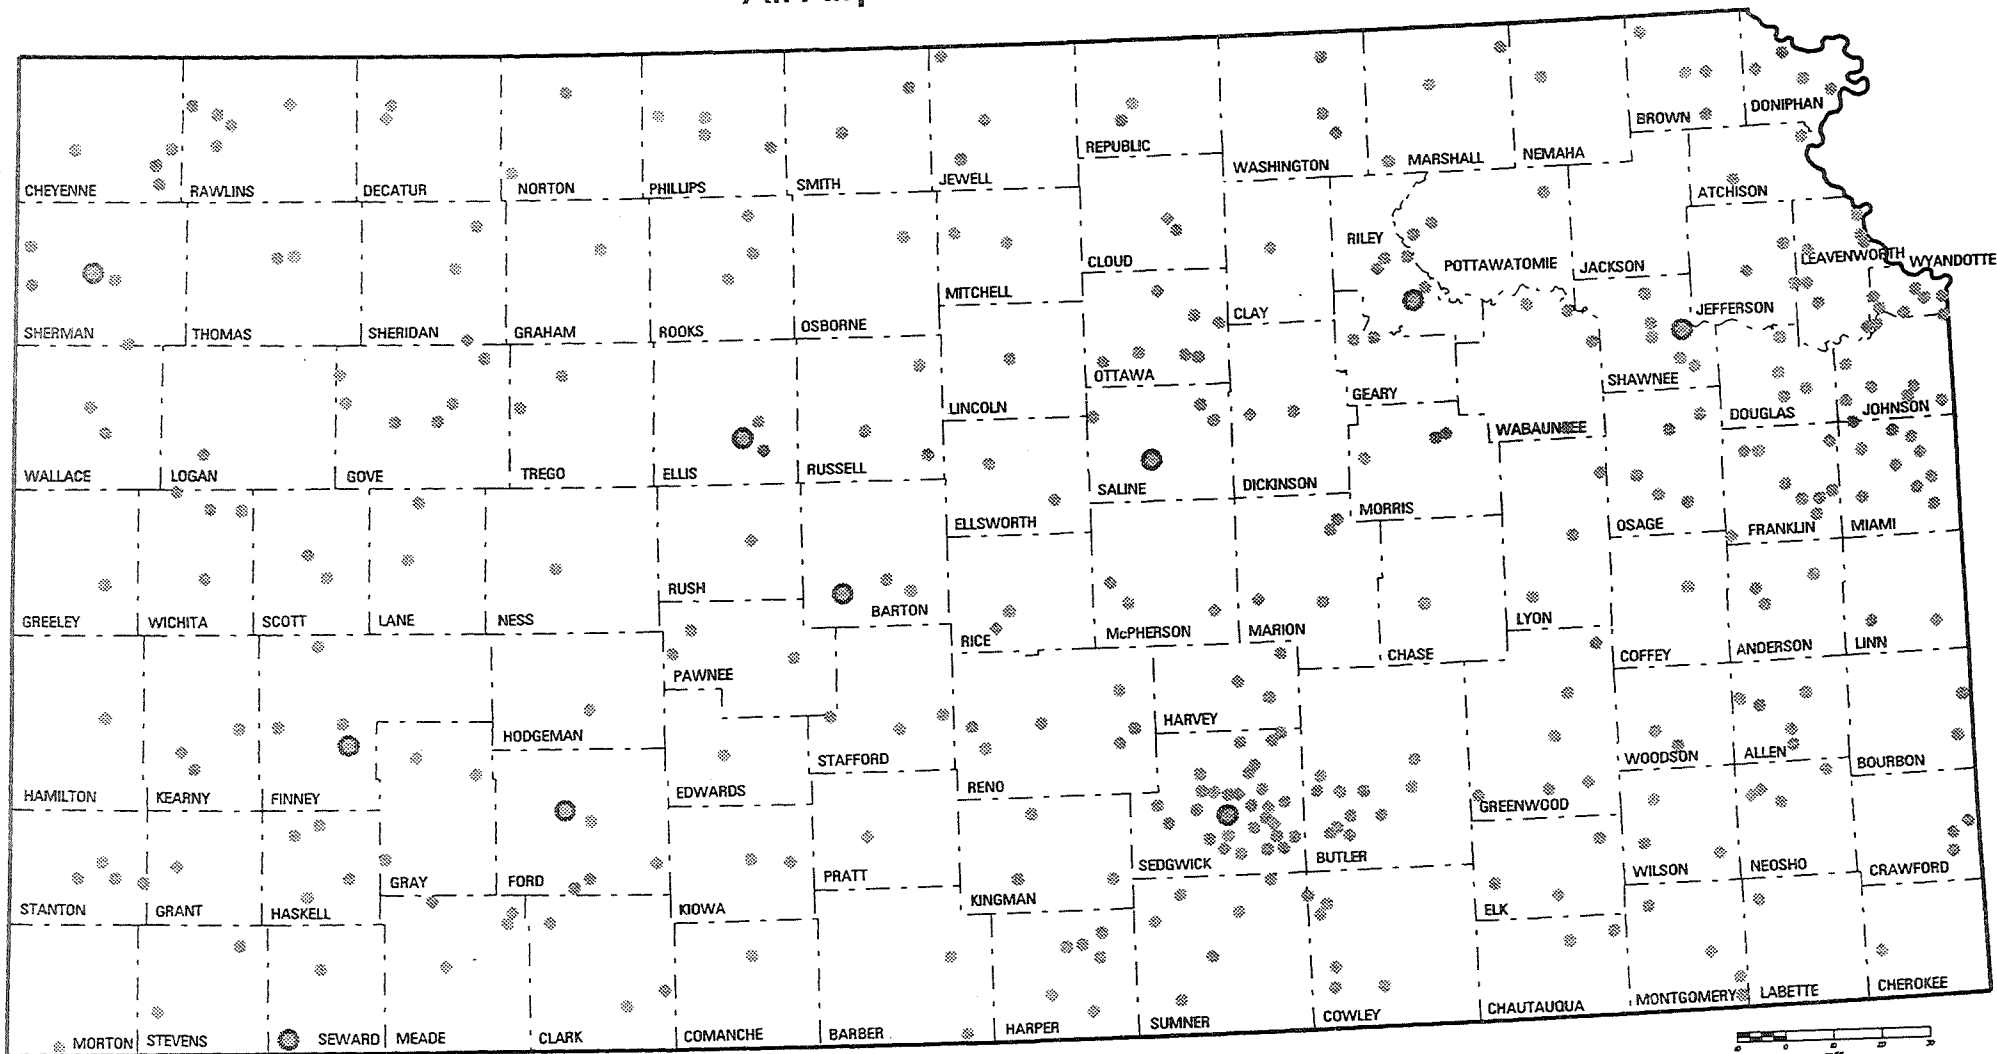 CHEYENNE
RAWLINS
DECATUR
NORTON
PHILLIPS
SMITH
JEWELL
REPUBLIC
WASHINGTON
MARSHALL
NEMAHA
BROWN
DONIPHAN
ATCHISON
SHERMAN
THOMAS
SHERIDAN
GRAHAM
ROOKS
OSBORNE
MITCHELL
CLOUD
CLAY
RILEY
POTTAWATOMIE
JACKSON
JEFFERSON
LEAVENWORTH
WYANDOTTE
WALLACE
LOGAN
GOVE
TREGO
ELLIS
RUSSELL
LINCOLN
OTTAWA
SALINE
DICKINSON
GEARY
WABAUNSEE
SHAWNEE
DOUGLAS
JOHNSON
GREELEY
WICHITA
SCOTT
LANE
NESS
RUSH
BARTON
ELLSWORTH
RICE
McPHERSON
MARION
MORRIS
CHASE
LYON
OSAGE
FRANKLIN
MIAMI
COFFEY
ANDERSON
LINN
HAMILTON
KEARNY
FINNEY
HODGEMAN
PAWNEE
EDWARDS
STAFFORD
RENO
HARVEY
SEDGWICK
BUTLER
GREENWOOD
WOODSON
ALLEN
BOURBON
STANTON
GRANT
HASKELL
GRAY
FORD
KIOWA
PRATT
KINGMAN
ELK
WILSON
NEOSHO
CRAWFORD
MORTON
STEVENS
SEWARD
MEADE
CLARK
COMANCHE
BARBER
HARPER
SUMNER
COWLEY
CHAUTAUQUA
MONTGOMERY
LABETTE
CHEROKEE